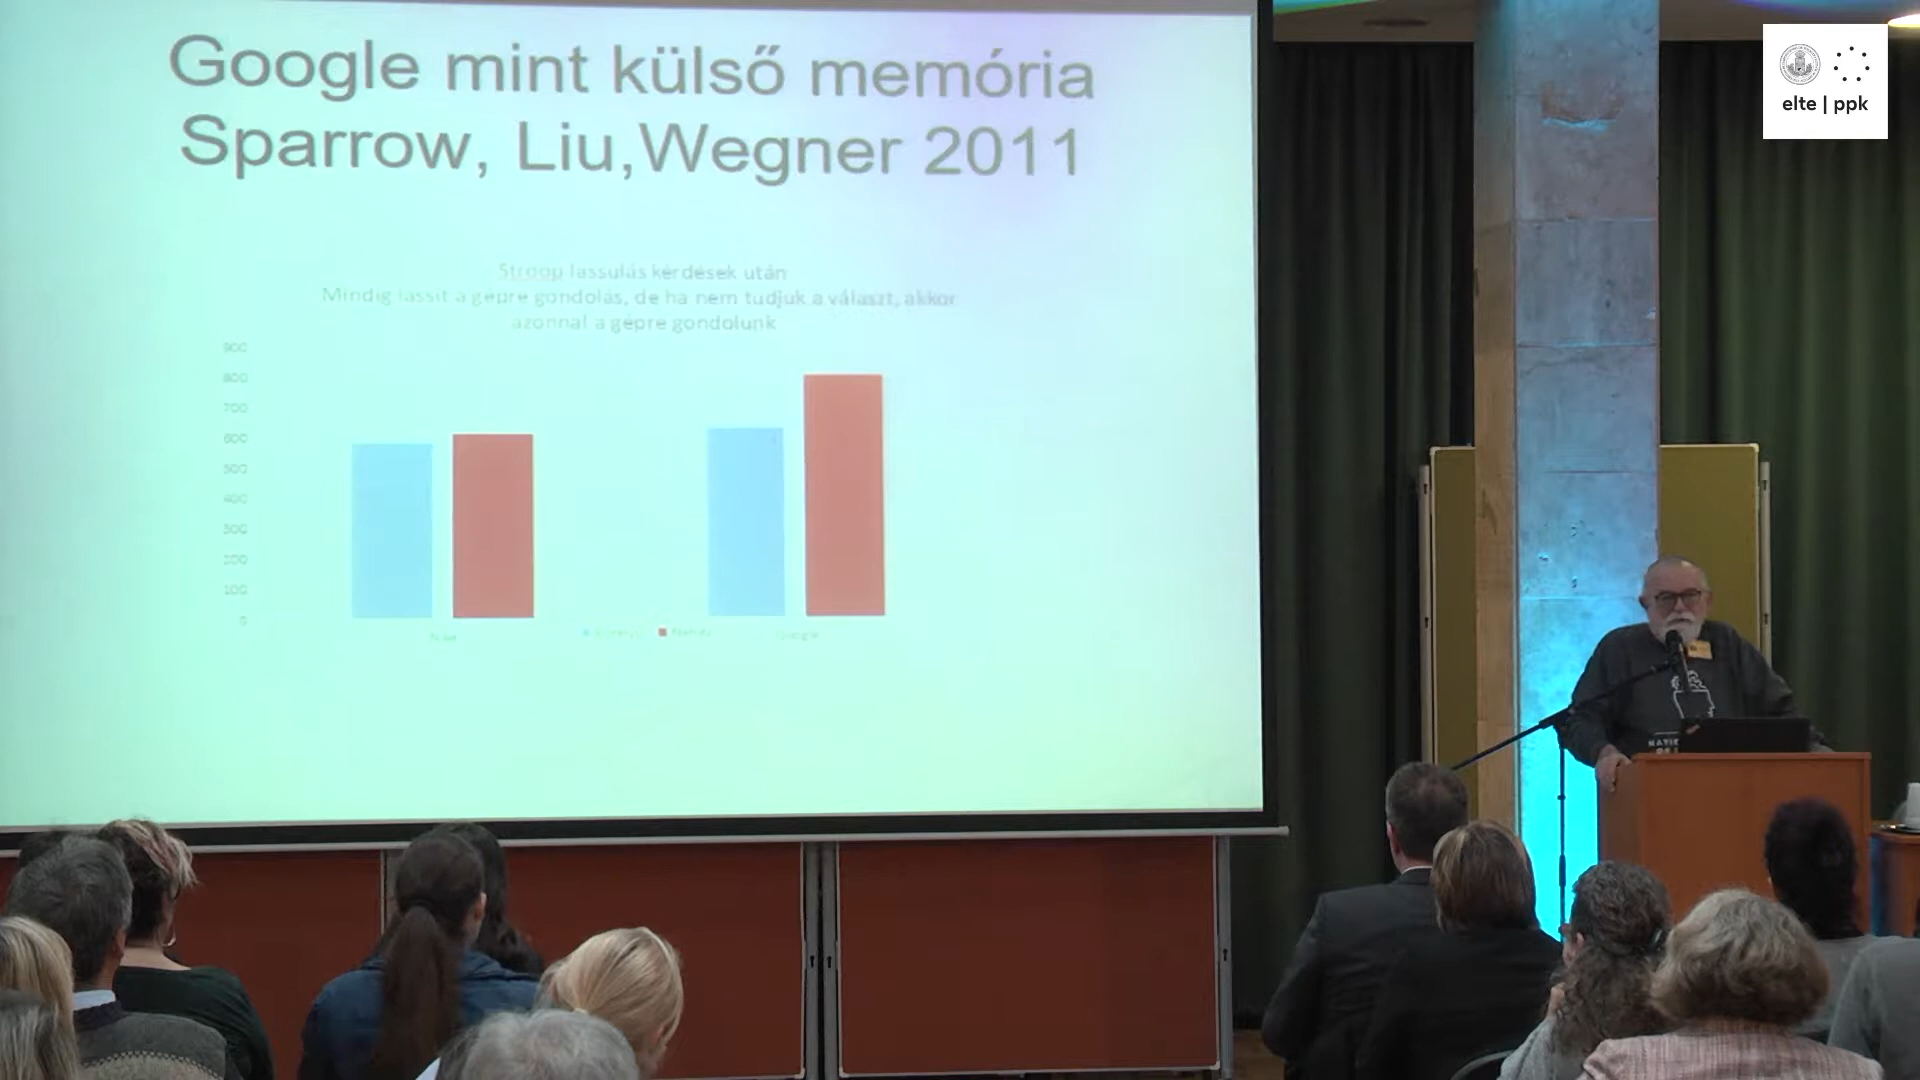 Google mint külső memória
Sparrow, Liu,Wegner 2011
Stroop lassulás kérdések után
Mindig lassít a gépre gondolás, de ha nem tudjuk a választ, akkor
azonnal a gépre gondolunk
900
800
700
600
500
400
300
200
100
0
Google
elte | ppk